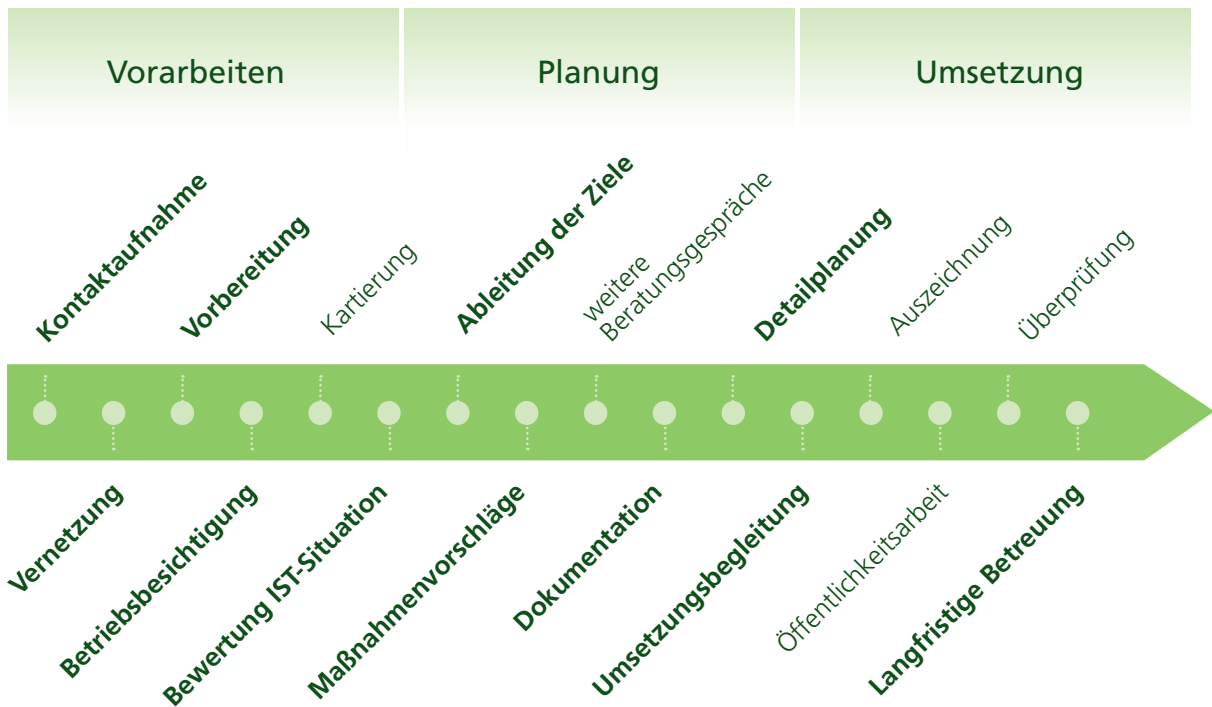 Vorarbeiten
Planung
Umsetzung
Kontaktaufnahme
Vorbereitung
Kartierung
Ableitung der Ziele
weitere
Beratungsgespräche
Detailplanung
Auszeichnung
Überprüfung
Vernetzung
Betriebsbesichtigung
Bewertung IST-Situation
Maßnahmenvorschläge
Dokumentation
Umsetzungsbegleitung
Öffentlichkeitsarbeit
Langfristige Betreuung